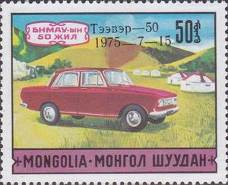 БНМАУ-ЫН
50 ЖИЛ
Тээвэр—50
1975—7—15
50
MONGOLIA-МОНГОЛ ШУУДАН